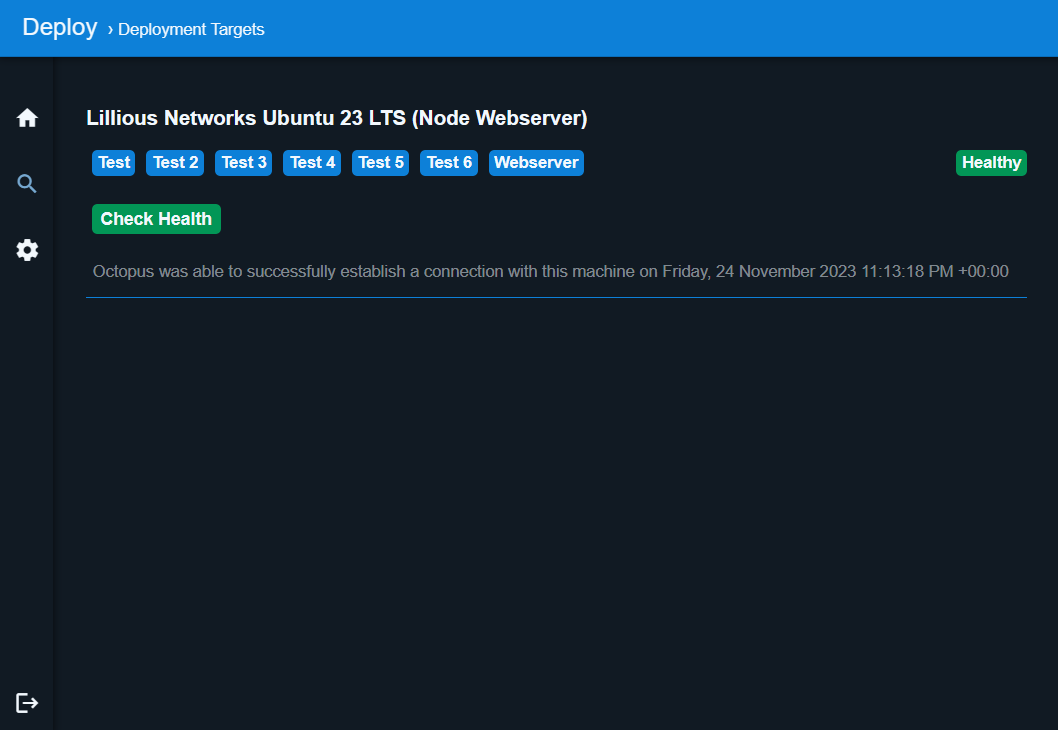 Deploy › Deployment Targets
Lillious Networks Ubuntu 23 LTS (Node Webserver)
Test Test 2 Test 3 Test 4 Test 5 Test 6 Webserver Healthy
Check Health
Octopus was able to successfully establish a connection with this machine on Friday, 24 November 2023 11:13:18 PM +00:00